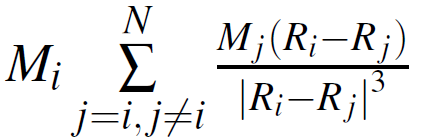 M_i \sum_{j=i, j \neq i}^{N} \frac{M_j(R_i - R_j)}{|R_i - R_j|^3}